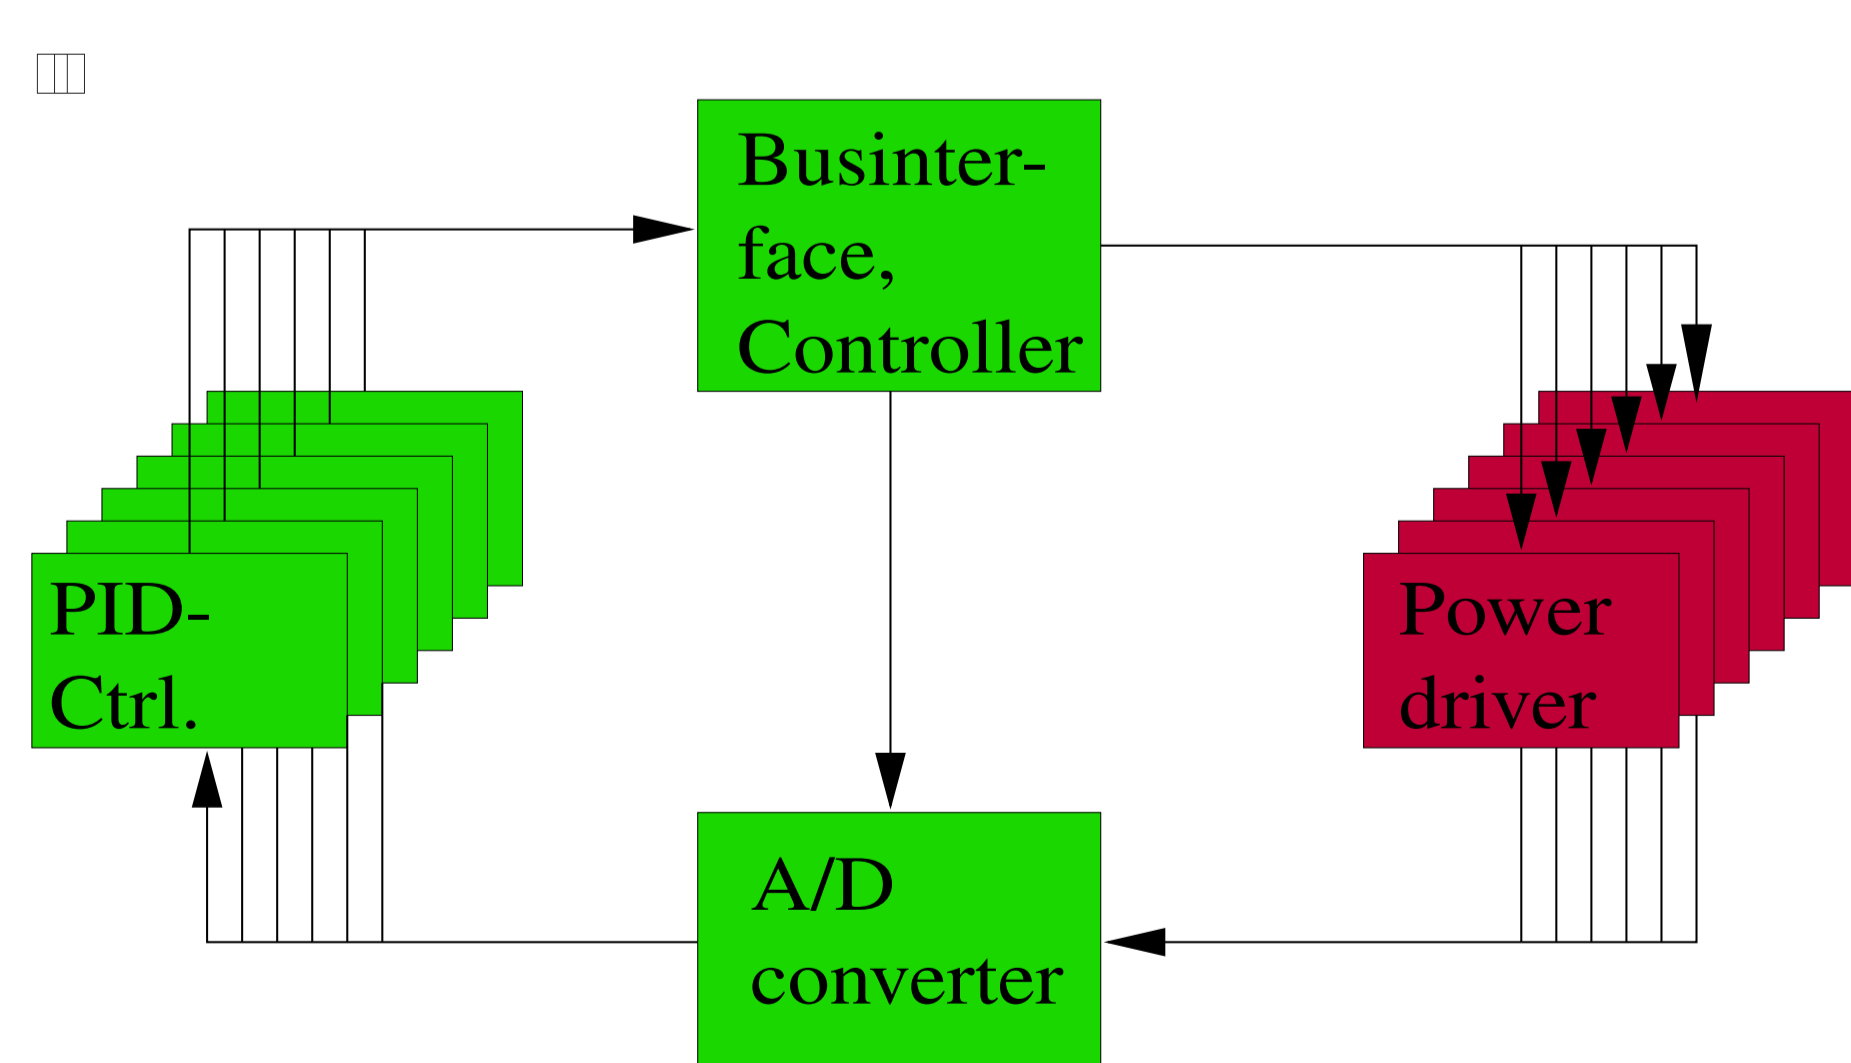 Businter-
face,
Controller
PID-
Ctrl.
Power
driver
A/D
converter